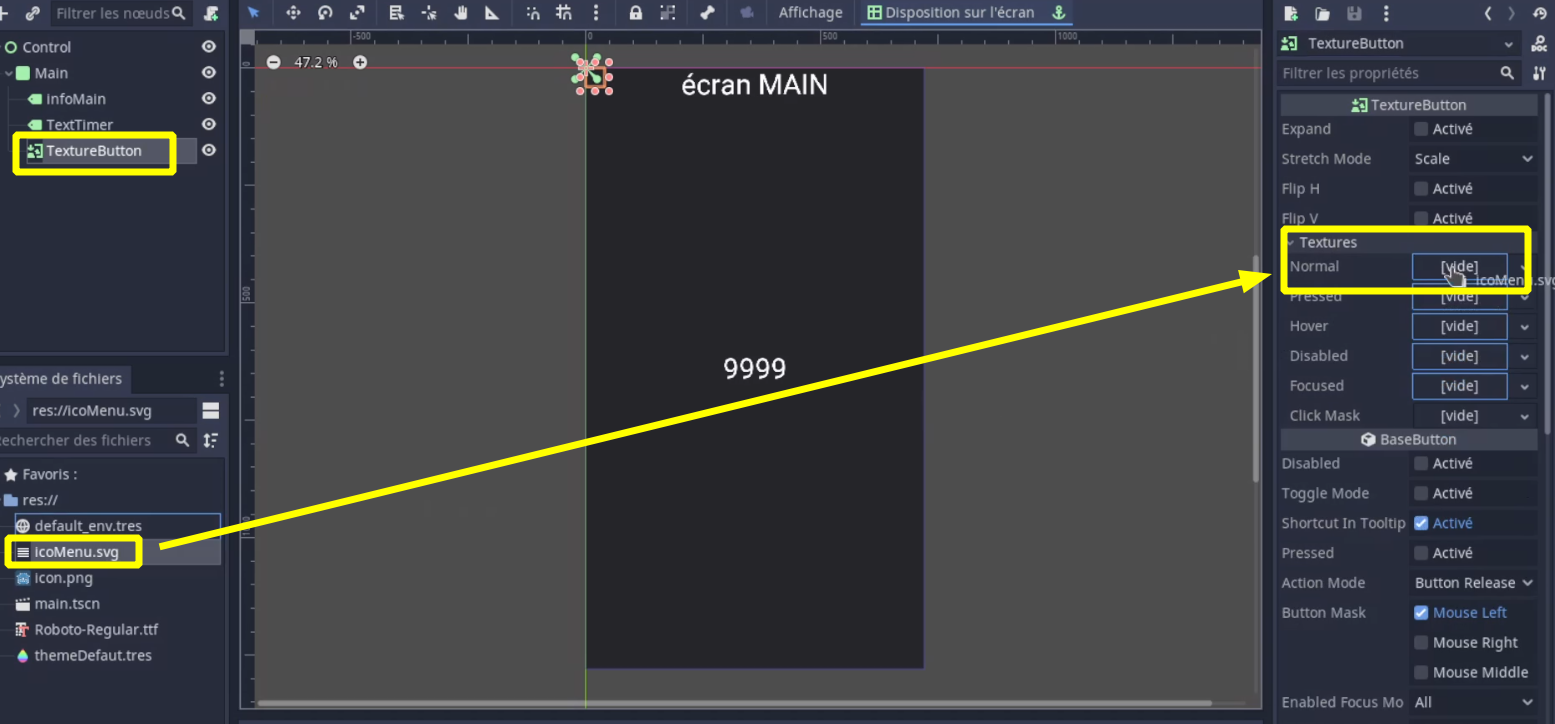 Filtrer les nœuds
Control
Main
InfoMain
TextTimer
TextureButton
ystème de fichiers
res://icoMenu.svg
echercher des fichiers
Favoris :
res://
default_env.tres
icoMenu.svg
icon.png
main.tscn
Roboto-Regular.ttf
themeDefaut.tres
Affichage
Disposition sur l'écran
-500
0
500
1000
47.2 %
0
500
écran MAIN
9999
TextureButton
Filtrer les propriétés
TextureButton
Expand Activé
Stretch Mode Scale
Flip H Activé
Flip V Activé
Textures
Normal [vide]
icoMenu.svg
Pressed [vide]
Hover [vide]
Disabled [vide]
Focused [vide]
Click Mask [vide]
BaseButton
Disabled Activé
Toggle Mode Activé
Shortcut In Tooltip Activé
Pressed Activé
Action Mode Button Release
Button Mask Mouse Left
Mouse Right
Mouse Middle
Enabled Focus Mo All